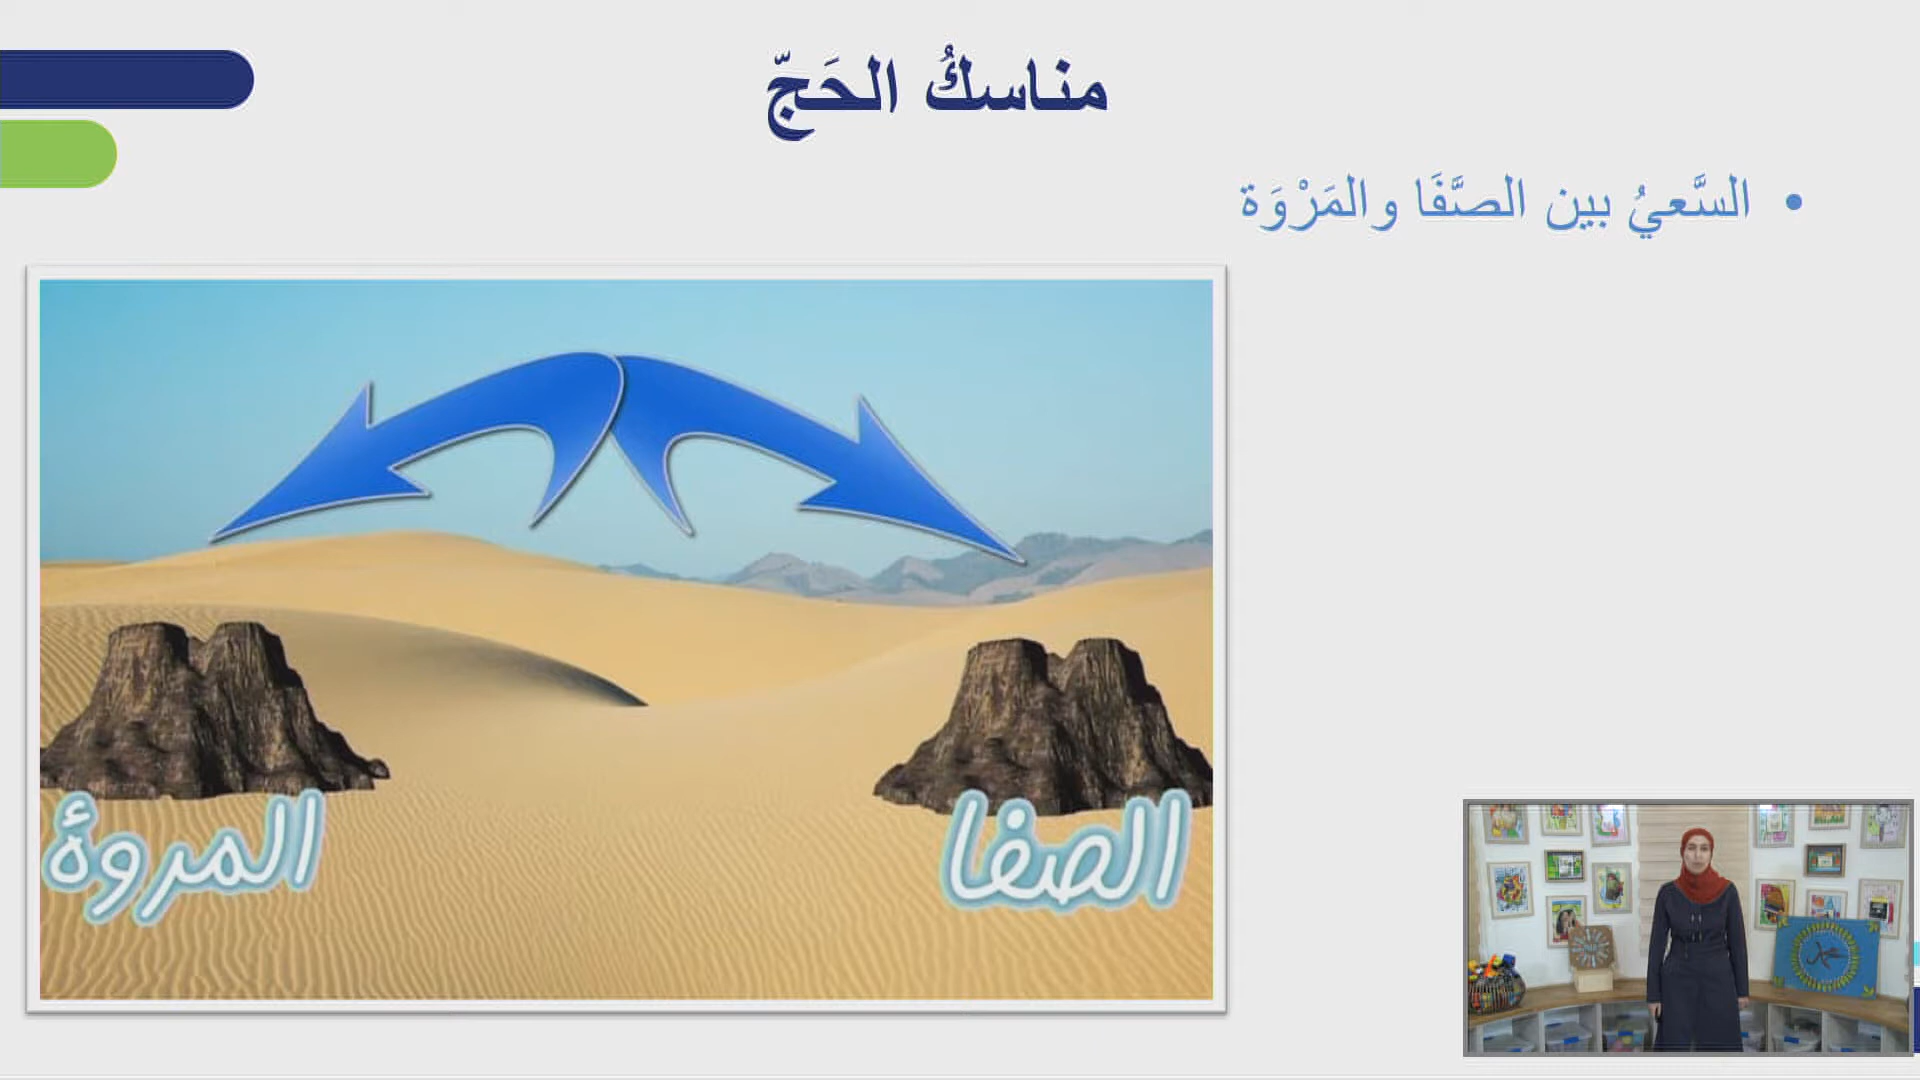 مناسكُ الحَجّ
• السَّعيُ بين الصَّفَا والمَرْوَة
الصفا
المروة